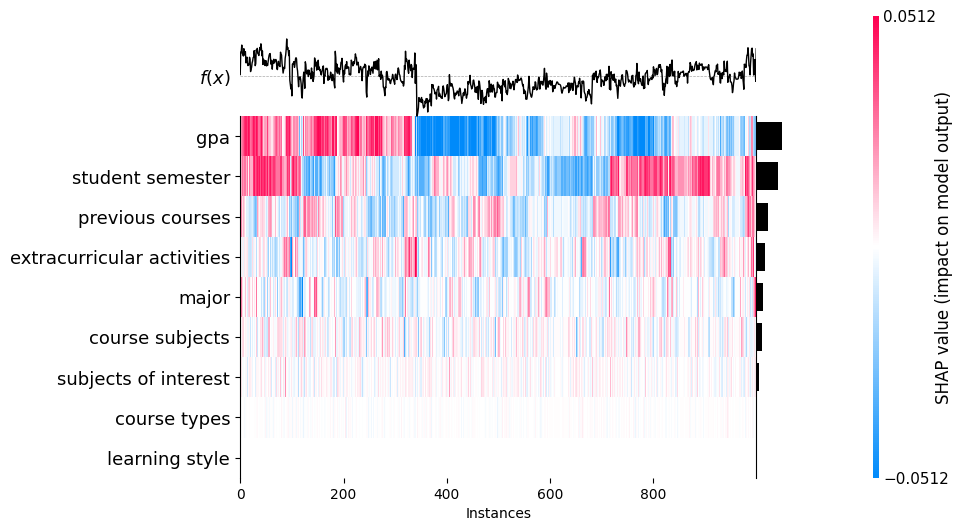 0.0512
f(x)
gpa
student semester
previous courses
extracurricular activities
major
course subjects
subjects of interest
course types
learning style
0 200 400 600 800
Instances
SHAP value (impact on model output)
−0.0512